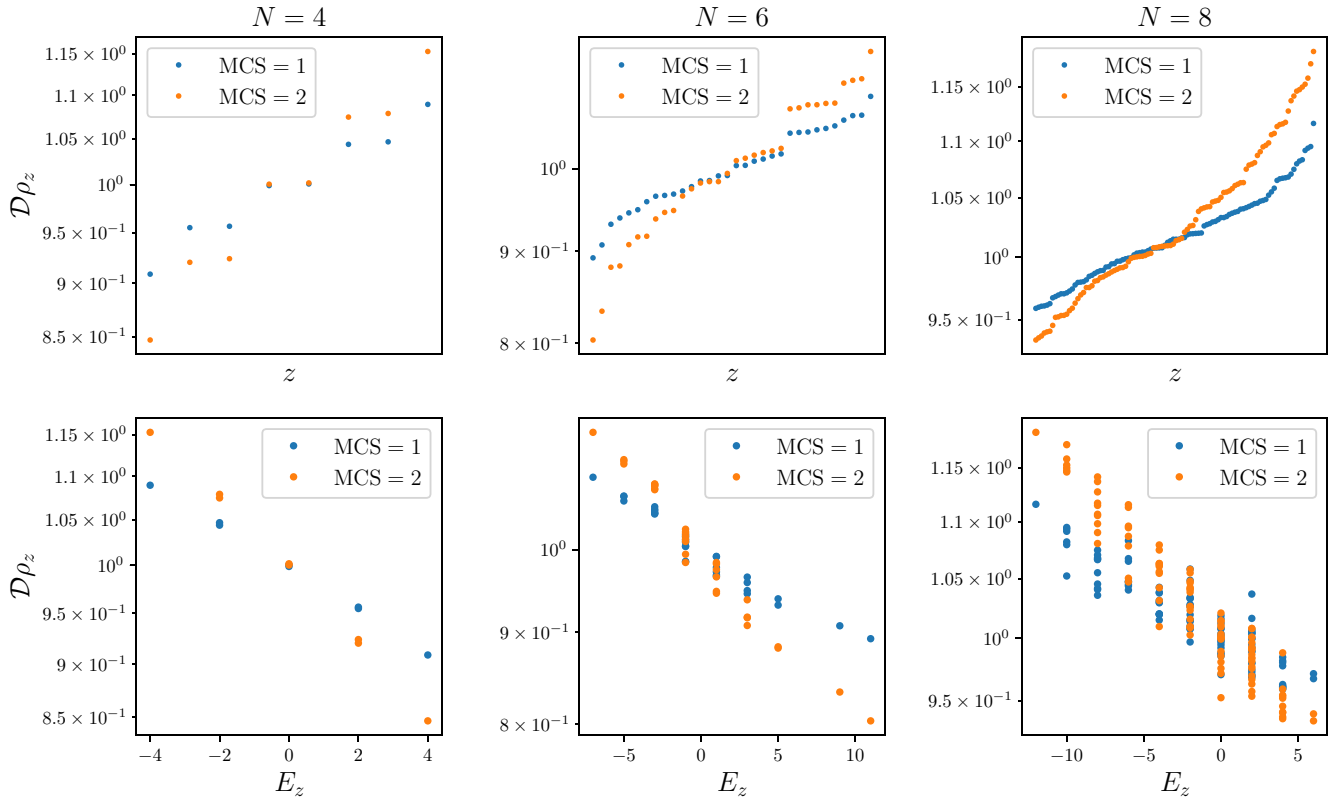 N = 4
N = 6
N = 8
1.15 × 10⁰
1.1 × 10⁰
1.05 × 10⁰
10⁰
9.5 × 10⁻¹
9 × 10⁻¹
8.5 × 10⁻¹
𝒟ρ_z
MCS = 1
MCS = 2
z
10⁰
9 × 10⁻¹
8 × 10⁻¹
MCS = 1
MCS = 2
z
1.15 × 10⁰
1.1 × 10⁰
1.05 × 10⁰
10⁰
9.5 × 10⁻¹
MCS = 1
MCS = 2
z
1.15 × 10⁰
1.1 × 10⁰
1.05 × 10⁰
10⁰
9.5 × 10⁻¹
9 × 10⁻¹
8.5 × 10⁻¹
𝒟ρ_z
MCS = 1
MCS = 2
−4 −2 0 2 4
E_z
10⁰
9 × 10⁻¹
8 × 10⁻¹
MCS = 1
MCS = 2
−5 0 5 10
E_z
1.15 × 10⁰
1.1 × 10⁰
1.05 × 10⁰
10⁰
9.5 × 10⁻¹
MCS = 1
MCS = 2
−10 −5 0 5
E_z